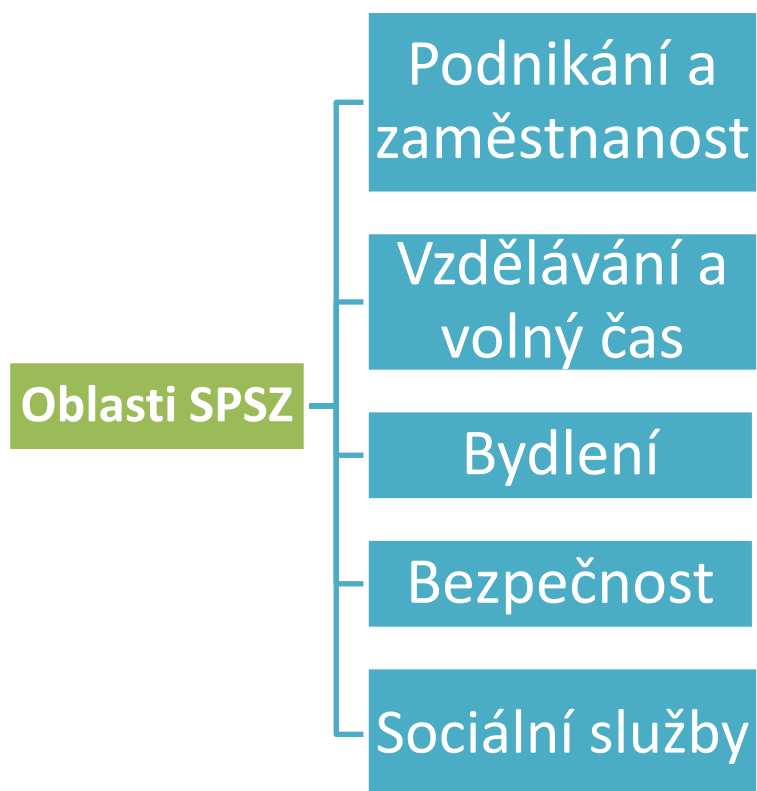 Podnikání a
zaměstnanost
Vzdělávání a
volný čas
Oblasti SPSZ
Bydlení
Bezpečnost
Sociální služby